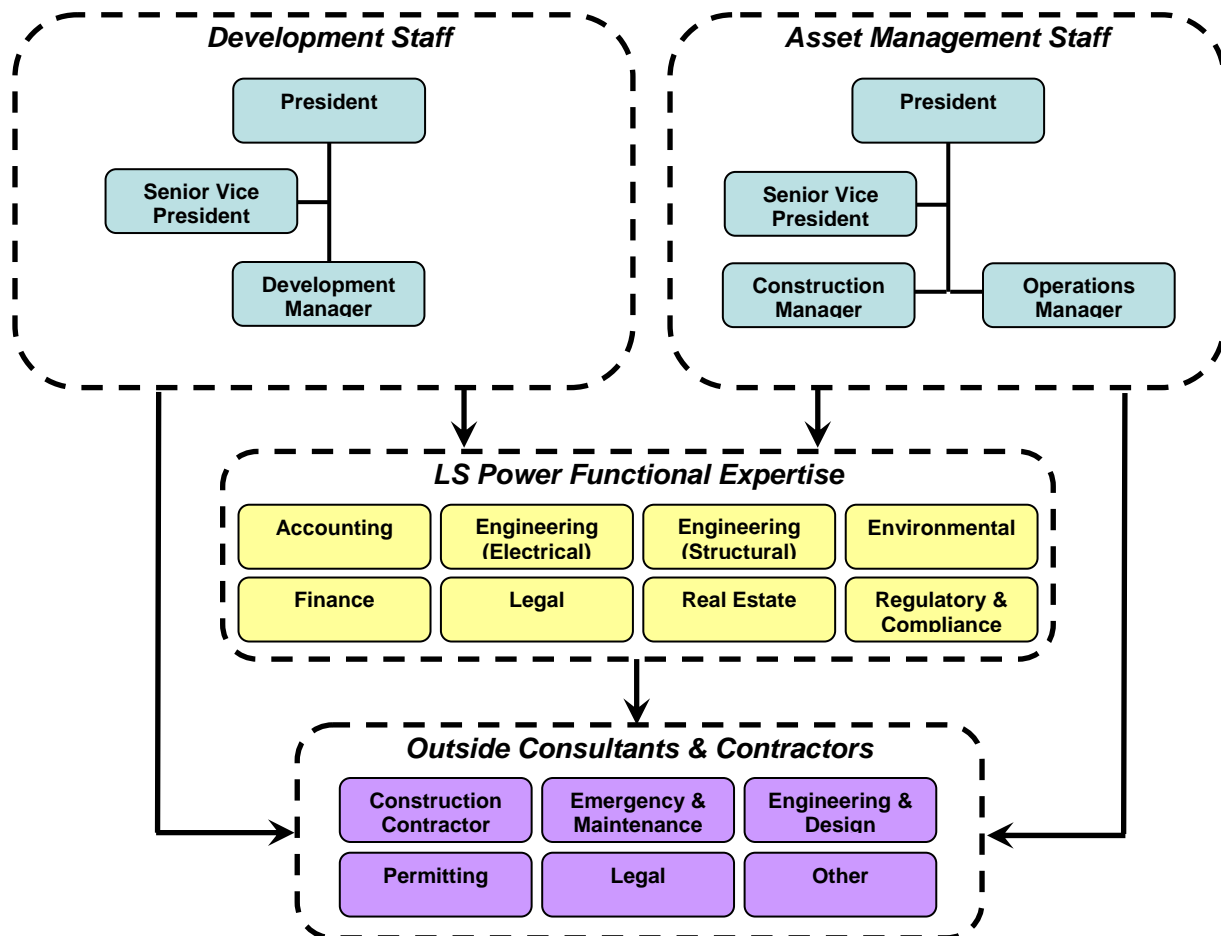 Development Staff
President
Senior Vice
President
Development
Manager
Asset Management Staff
President
Senior Vice
President
Construction
Manager
Operations
Manager
LS Power Functional Expertise
Accounting
Engineering
(Electrical)
Engineering
(Structural)
Environmental
Finance
Legal
Real Estate
Regulatory &
Compliance
Outside Consultants & Contractors
Construction
Contractor
Emergency &
Maintenance
Engineering &
Design
Permitting
Legal
Other